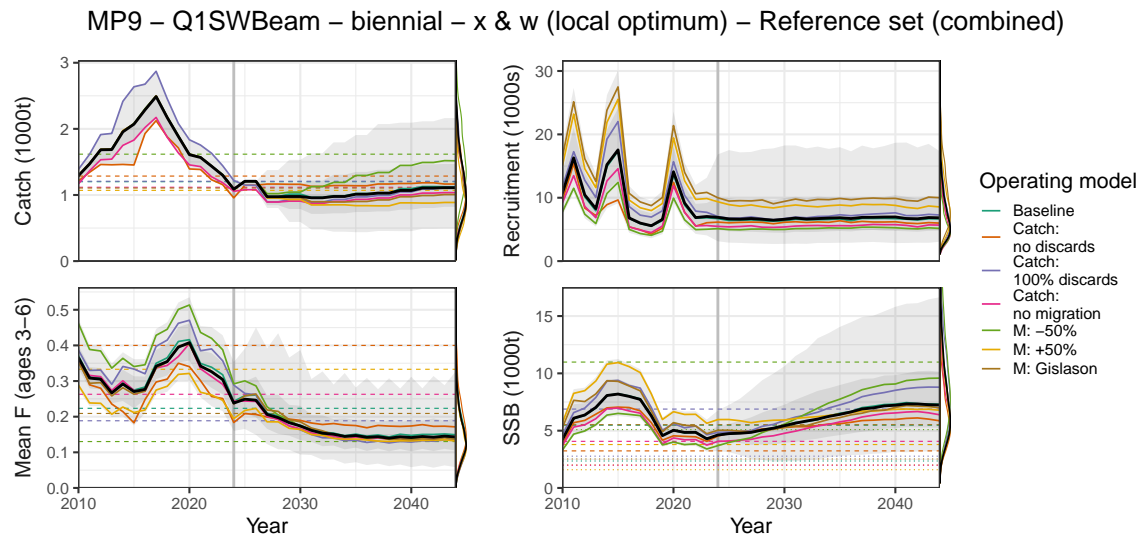 MP9 − Q1SWBeam − biennial − x & w (local optimum) − Reference set (combined)
Catch (1000t)
3
2
1
0
Recruitment (1000s)
30
20
10
0
Mean F (ages 3−6)
0.5
0.4
0.3
0.2
0.1
0.0
2010
2020
2030
2040
Year
SSB (1000t)
15
10
5
0
2010
2020
2030
2040
Year
Operating model
Baseline
Catch:
no discards
Catch:
100% discards
Catch:
no migration
M: −50%
M: +50%
M: Gislason